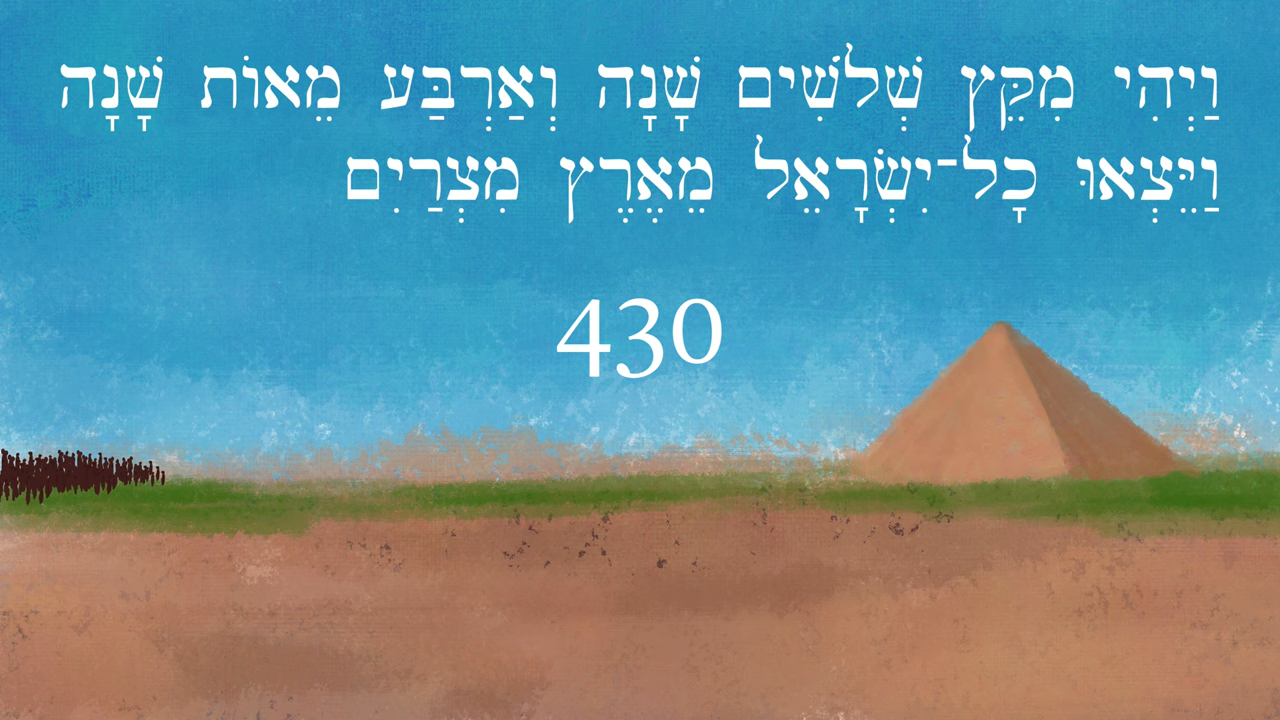 וַיְהִי מִקֵּץ שְׁלֹשִׁים שָׁנָה וְאַרְבַּע מֵאוֹת שָׁנָה
וַיֵּצְאוּ כָל־יִשְׂרָאֵל מֵאֶרֶץ מִצְרַיִם
430